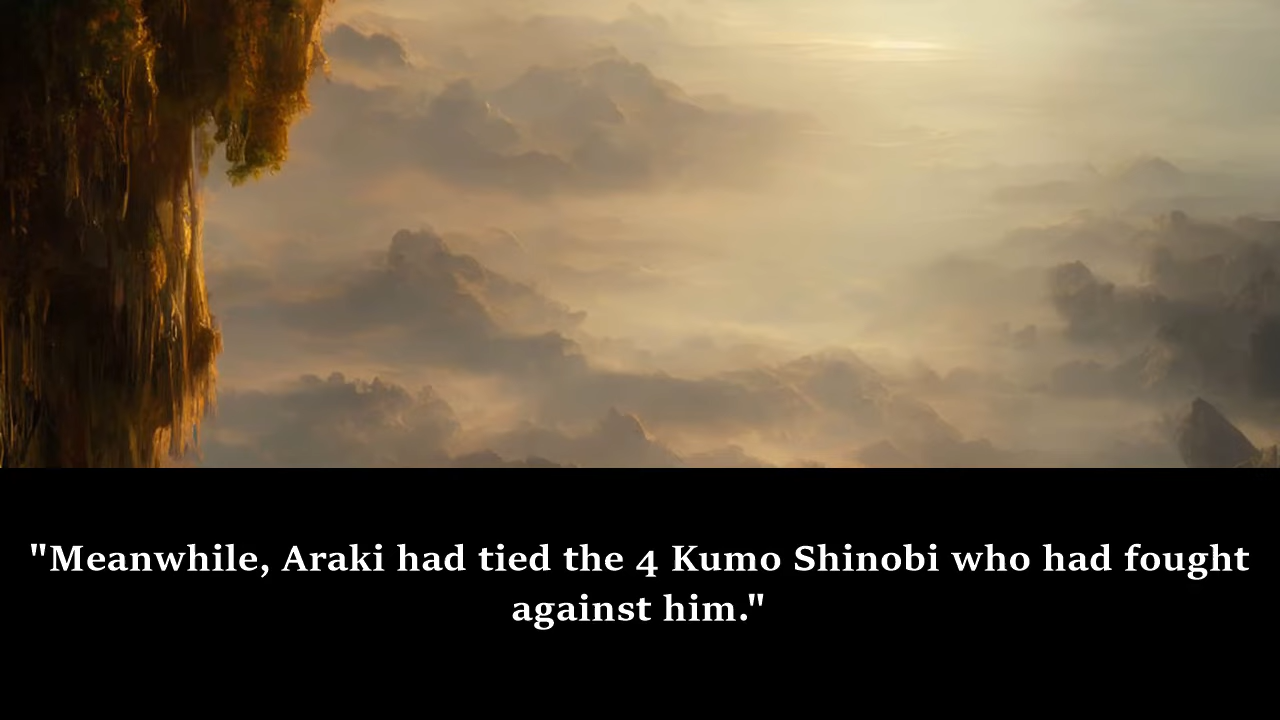 "Meanwhile, Araki had tied the 4 Kumo Shinobi who had fought
against him."